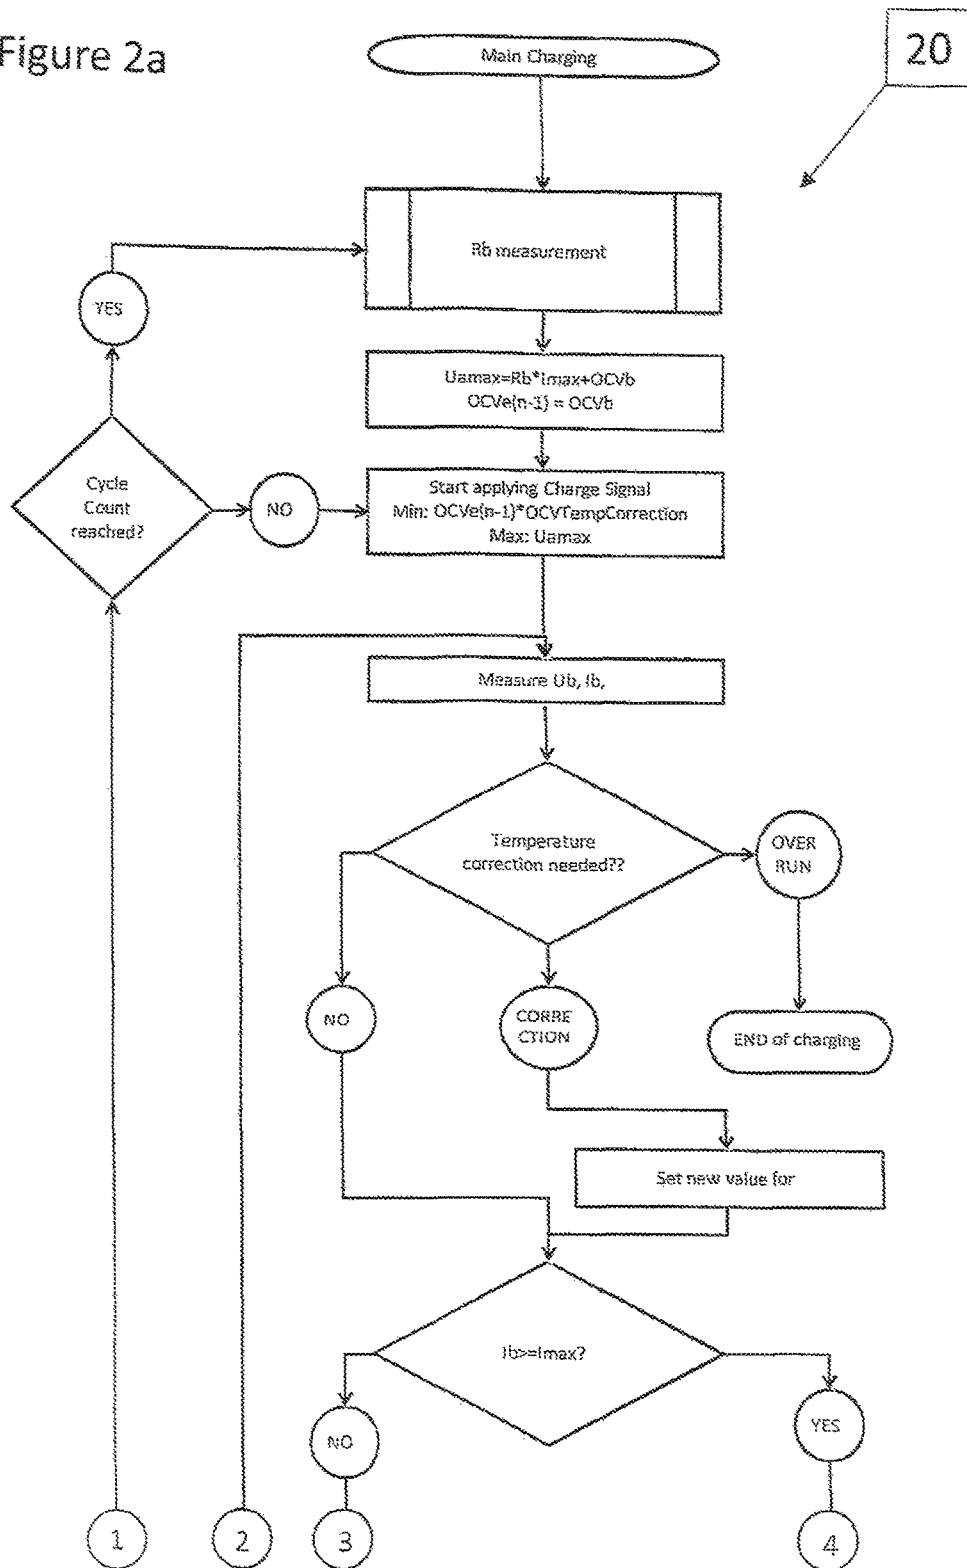 Figure 2a
20
Main Charging
Rb measurement
YES
Uamax=Rb*Imax+OCVb
OCVe(n-1) = OCVb
Cycle
Count
reached?
NO
Start applying Charge Signal
Min: OCVe(n-1)*OCVTempCorrection
Max: Uamax
Measure Ub, Ib,
Temperature
correction needed??
OVER
RUN
NO
CORRE
CTION
END of charging
Set new value for
Ib>=Imax?
NO
YES
1
2
3
4